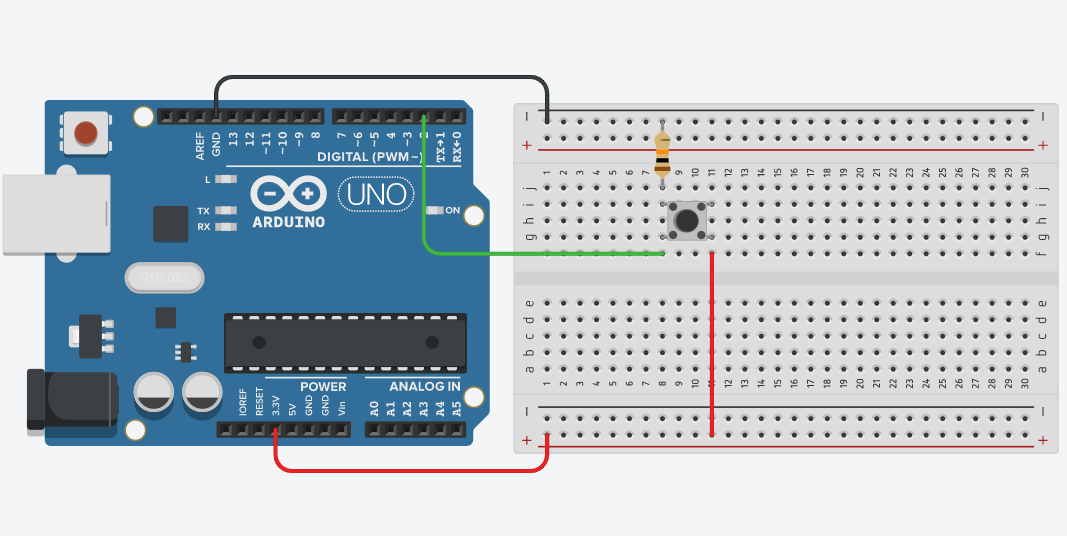 AREF
GND
13
12
~11
~10
~9
8
7
~6
~5
4
~3
2
TX→1
RX←0
DIGITAL (PWM ~)
L
TX
RX
ARDUINO
UNO
ON
IOREF
RESET
3.3V
5V
GND
GND
Vin
POWER
ANALOG IN
A0
A1
A2
A3
A4
A5
− −
+ +
1 2 3 4 5 6 7 8 9 10 11 12 13 14 15 16 17 18 19 20 21 22 23 24 25 26 27 28 29 30
j j
i i
h h
g g
f f
e e
d d
c c
b b
a a
1 2 3 4 5 6 7 8 9 10 11 12 13 14 15 16 17 18 19 20 21 22 23 24 25 26 27 28 29 30
− −
+ +